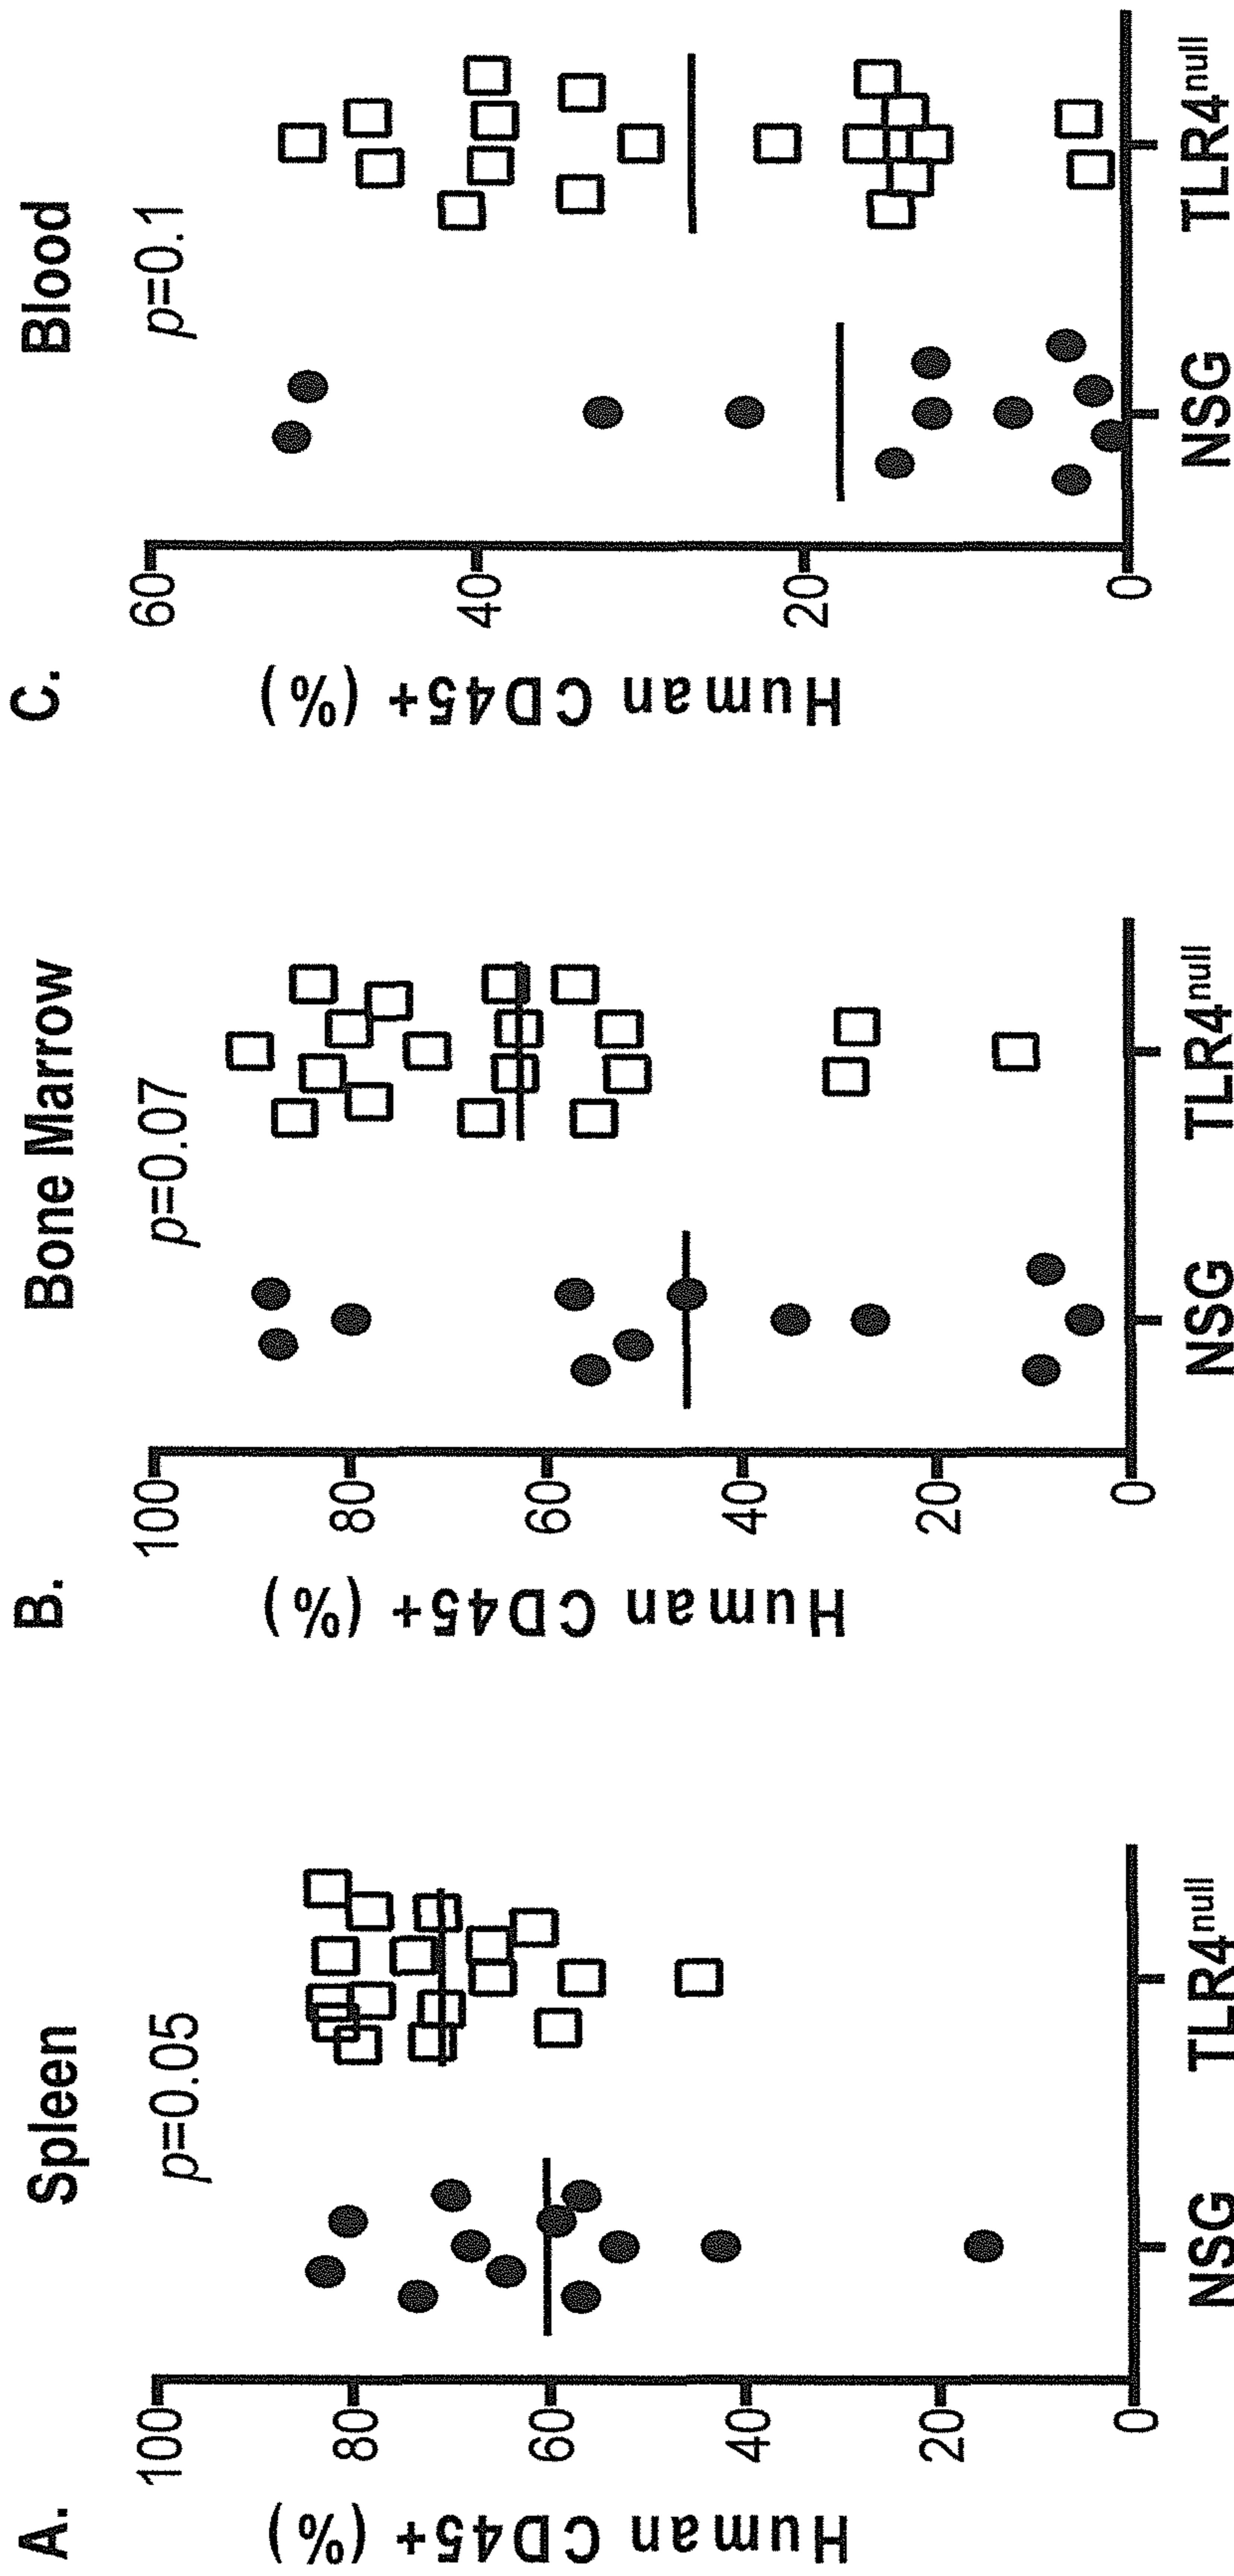 A.
Spleen
p=0.05
Human CD45+ (%)
100
80
60
40
20
0
NSG
TLR4null
B.
Bone Marrow
p=0.07
Human CD45+ (%)
100
80
60
40
20
0
NSG
TLR4null
C.
Blood
p=0.1
Human CD45+ (%)
60
40
20
0
NSG
TLR4null